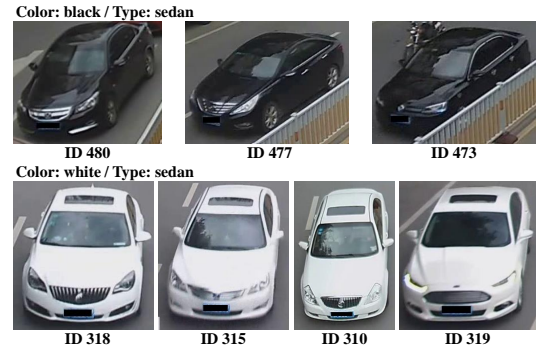 Color: black / Type: sedan
ID 480 ID 477 ID 473
Color: white / Type: sedan
ID 318 ID 315 ID 310 ID 319